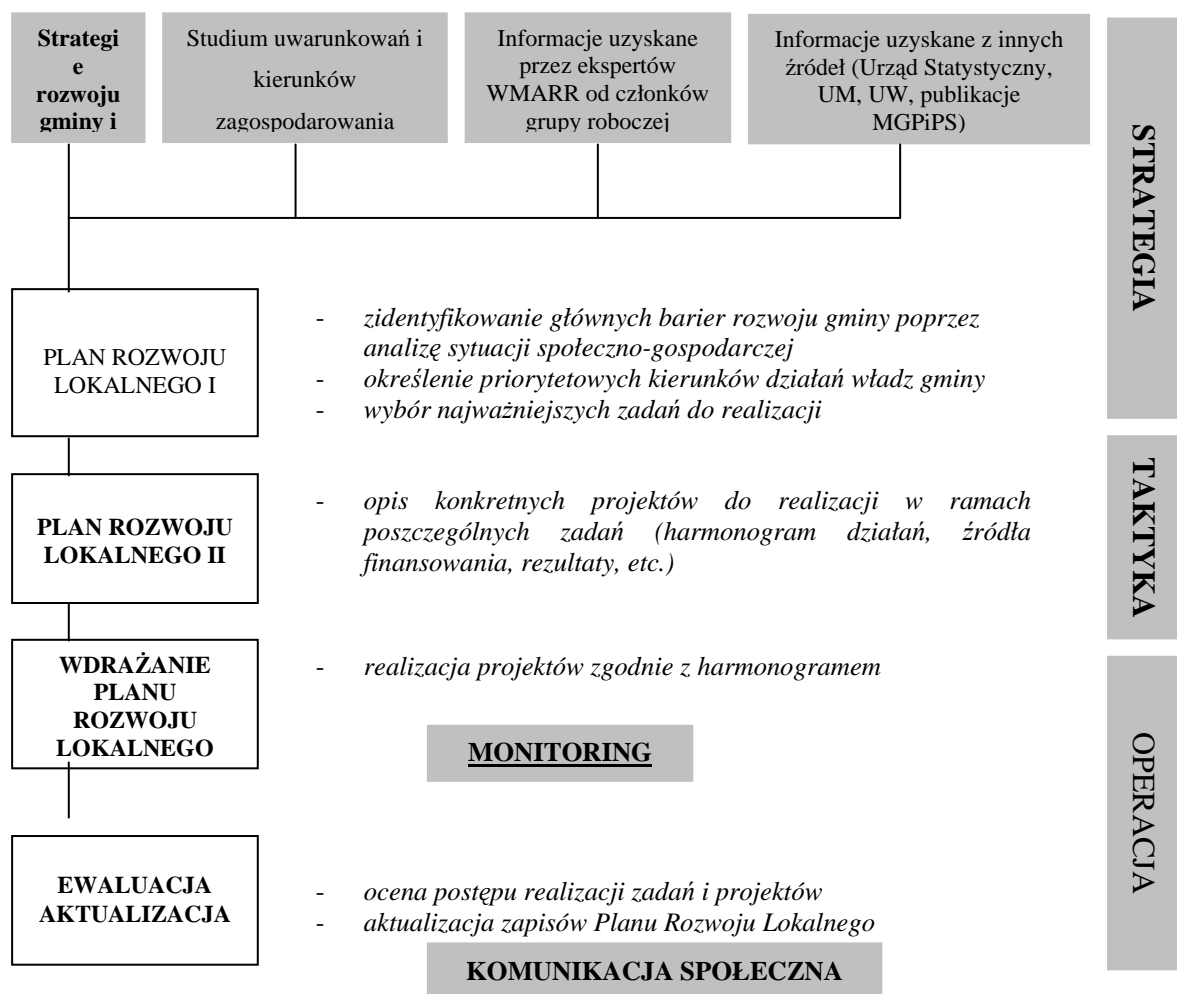 Strategi
e
rozwoju
gminy i
Studium uwarunkowań i
kierunków
zagospodarowania
Informacje uzyskane
przez ekspertów
WMARR od członków
grupy roboczej
Informacje uzyskane z innych
źródeł (Urząd Statystyczny,
UM, UW, publikacje
MGPiPS)
STRATEGIA
PLAN ROZWOJU
LOKALNEGO I
- zidentyfikowanie głównych barier rozwoju gminy poprzez
analizę sytuacji społeczno-gospodarczej
- określenie priorytetowych kierunków działań władz gminy
- wybór najważniejszych zadań do realizacji
TAKTYKA
PLAN ROZWOJU
LOKALNEGO II
- opis konkretnych projektów do realizacji w ramach
poszczególnych zadań (harmonogram działań, źródła
finansowania, rezultaty, etc.)
WDRAŻANIE
PLANU
ROZWOJU
LOKALNEGO
- realizacja projektów zgodnie z harmonogramem
MONITORING
OPERACJA
EWALUACJA
AKTUALIZACJA
- ocena postępu realizacji zadań i projektów
- aktualizacja zapisów Planu Rozwoju Lokalnego
KOMUNIKACJA SPOŁECZNA